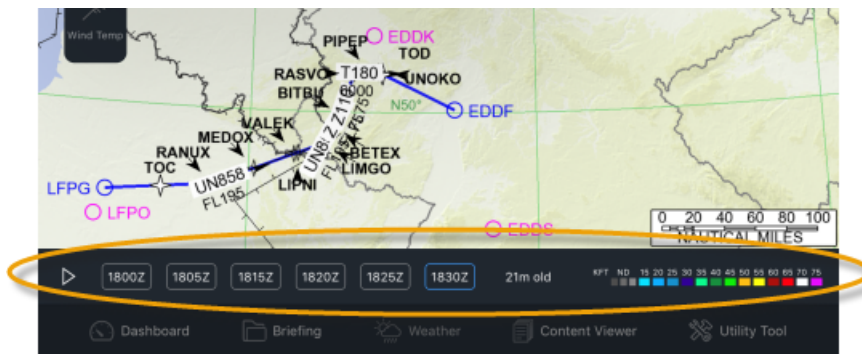 Wind Temp
EDDK
PIPEP
TOD
RASVO
T180
UNOKO
BITBU
N50°
EDDF
VALEK
MEDOX
RANUX
BETEX
TOC
UN858
LIMGO
LFPG
FL195
LIPNI
LFPO
EDDS
0 20 40 60 80 100
NAUTICAL MILES
1800Z 1805Z 1815Z 1820Z 1825Z 1830Z 21m old KFT ND 15 20 25 30 35 40 45 50 55 60 65 70 75
Dashboard Briefing Weather Content Viewer Utility Tool